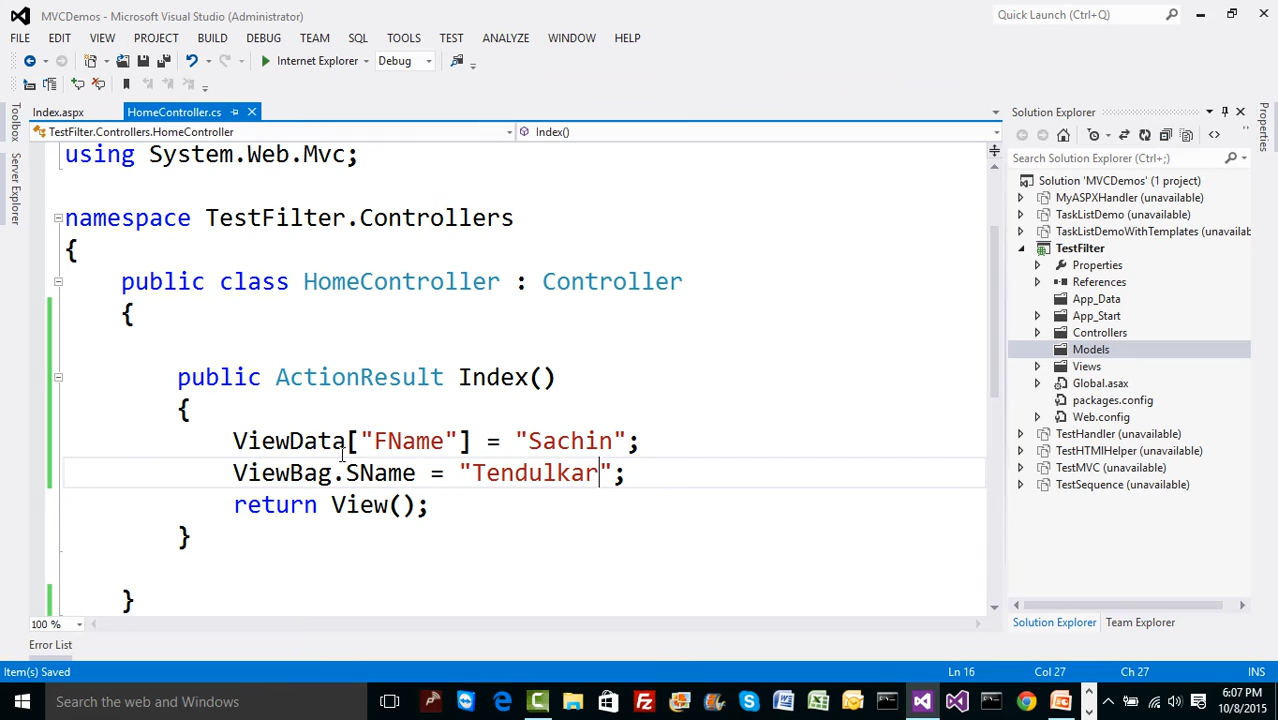 MVCDemos - Microsoft Visual Studio (Administrator)
Quick Launch (Ctrl+Q)
FILE EDIT VIEW PROJECT BUILD DEBUG TEAM SQL TOOLS TEST ANALYZE WINDOW HELP
Internet Explorer Debug
Index.aspx HomeController.cs
TestFilter.Controllers.HomeController Index()
using System.Web.Mvc;
namespace TestFilter.Controllers
{
public class HomeController : Controller
{
public ActionResult Index()
{
ViewData["FName"] = "Sachin";
ViewBag.SName = "Tendulkar";
return View();
}
}
100 %
Error List
Toolbox
Server Explorer
Solution Explorer
Search Solution Explorer (Ctrl+;)
Solution 'MVCDemos' (1 project)
MyASPXHandler (unavailable)
TaskListDemo (unavailable)
TaskListDemoWithTemplates (unavailab
TestFilter
Properties
References
App_Data
App_Start
Controllers
Models
Views
Global.asax
packages.config
Web.config
TestHandler (unavailable)
TestHTMIHelper (unavailable)
TestMVC (unavailable)
TestSequence (unavailable)
Solution Explorer Team Explorer
Properties
Item(s) Saved Ln 16 Col 27 Ch 27 INS
Search the web and Windows
6:07 PM
10/8/2015